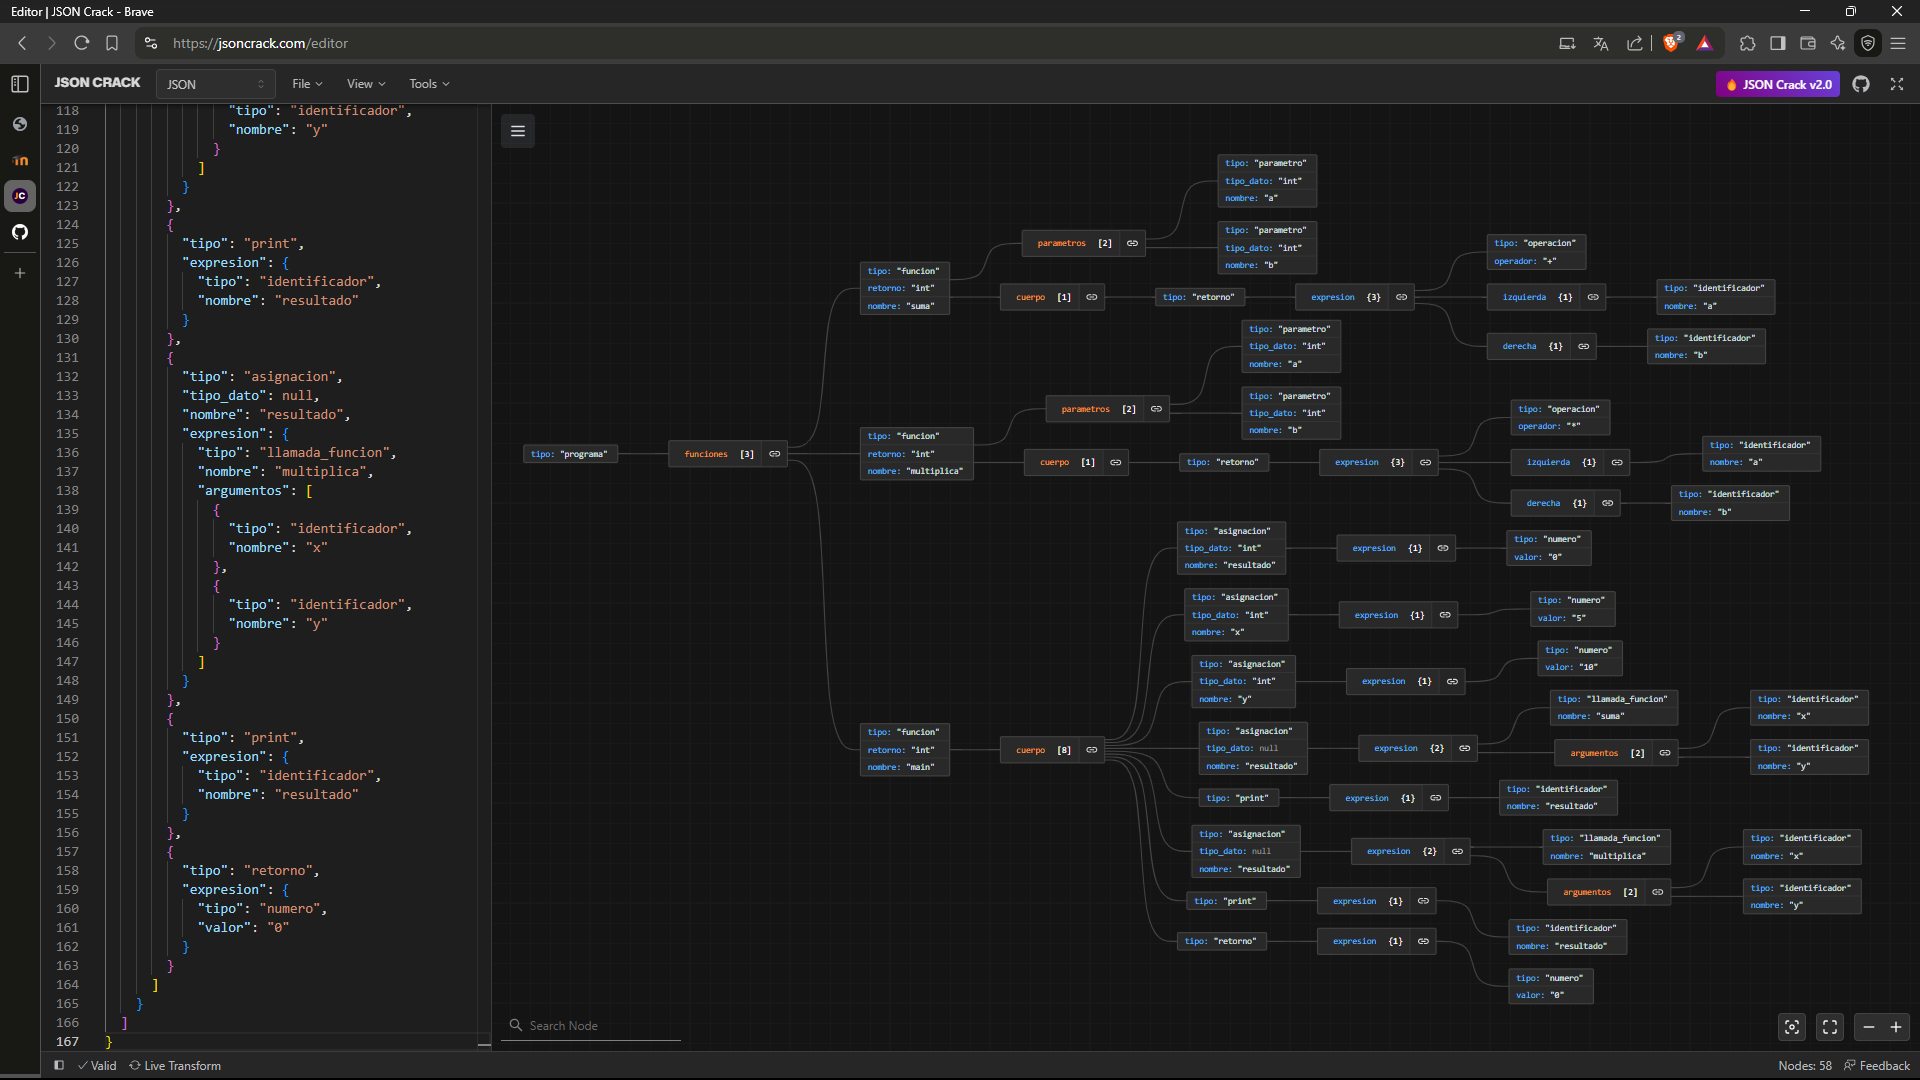 Editor | JSON Crack - Brave
https://jsoncrack.com/editor
2
JSON CRACK
JSON
File
View
Tools
JSON Crack v2.0
118 "tipo": "identificador",
119 "nombre": "y"
120 }
121 ]
122 }
123 },
124 {
125 "tipo": "print",
126 "expresion": {
127 "tipo": "identificador",
128 "nombre": "resultado"
129 }
130 },
131 {
132 "tipo": "asignacion",
133 "tipo_dato": null,
134 "nombre": "resultado",
135 "expresion": {
136 "tipo": "llamada_funcion",
137 "nombre": "multiplica",
138 "argumentos": [
139 {
140 "tipo": "identificador",
141 "nombre": "x"
142 },
143 {
144 "tipo": "identificador",
145 "nombre": "y"
146 }
147 ]
148 }
149 },
150 {
151 "tipo": "print",
152 "expresion": {
153 "tipo": "identificador",
154 "nombre": "resultado"
155 }
156 },
157 {
158 "tipo": "retorno",
159 "expresion": {
160 "tipo": "numero",
161 "valor": "0"
162 }
163 }
164 ]
165 }
166 ]
167 }
tipo: "programa"
funciones [3]
tipo: "funcion"
retorno: "int"
nombre: "suma"
parametros [2]
tipo: "parametro"
tipo_dato: "int"
nombre: "a"
tipo: "parametro"
tipo_dato: "int"
nombre: "b"
cuerpo [1]
tipo: "retorno"
expresion {3}
tipo: "operacion"
operador: "+"
izquierda {1}
tipo: "identificador"
nombre: "a"
derecha {1}
tipo: "identificador"
nombre: "b"
tipo: "funcion"
retorno: "int"
nombre: "multiplica"
parametros [2]
tipo: "parametro"
tipo_dato: "int"
nombre: "a"
tipo: "parametro"
tipo_dato: "int"
nombre: "b"
cuerpo [1]
tipo: "retorno"
expresion {3}
tipo: "operacion"
operador: "*"
izquierda {1}
tipo: "identificador"
nombre: "a"
derecha {1}
tipo: "identificador"
nombre: "b"
tipo: "funcion"
retorno: "int"
nombre: "main"
cuerpo [8]
tipo: "asignacion"
tipo_dato: "int"
nombre: "resultado"
expresion {1}
tipo: "numero"
valor: "0"
tipo: "asignacion"
tipo_dato: "int"
nombre: "x"
expresion {1}
tipo: "numero"
valor: "5"
tipo: "asignacion"
tipo_dato: "int"
nombre: "y"
expresion {1}
tipo: "numero"
valor: "10"
tipo: "asignacion"
tipo_dato: null
nombre: "resultado"
expresion {2}
tipo: "llamada_funcion"
nombre: "suma"
argumentos [2]
tipo: "identificador"
nombre: "x"
tipo: "identificador"
nombre: "y"
tipo: "print"
expresion {1}
tipo: "identificador"
nombre: "resultado"
tipo: "asignacion"
tipo_dato: null
nombre: "resultado"
expresion {2}
tipo: "llamada_funcion"
nombre: "multiplica"
argumentos [2]
tipo: "identificador"
nombre: "x"
tipo: "identificador"
nombre: "y"
tipo: "print"
expresion {1}
tipo: "identificador"
nombre: "resultado"
tipo: "retorno"
expresion {1}
tipo: "numero"
valor: "0"
Search Node
Valid
Live Transform
Nodes: 58
Feedback